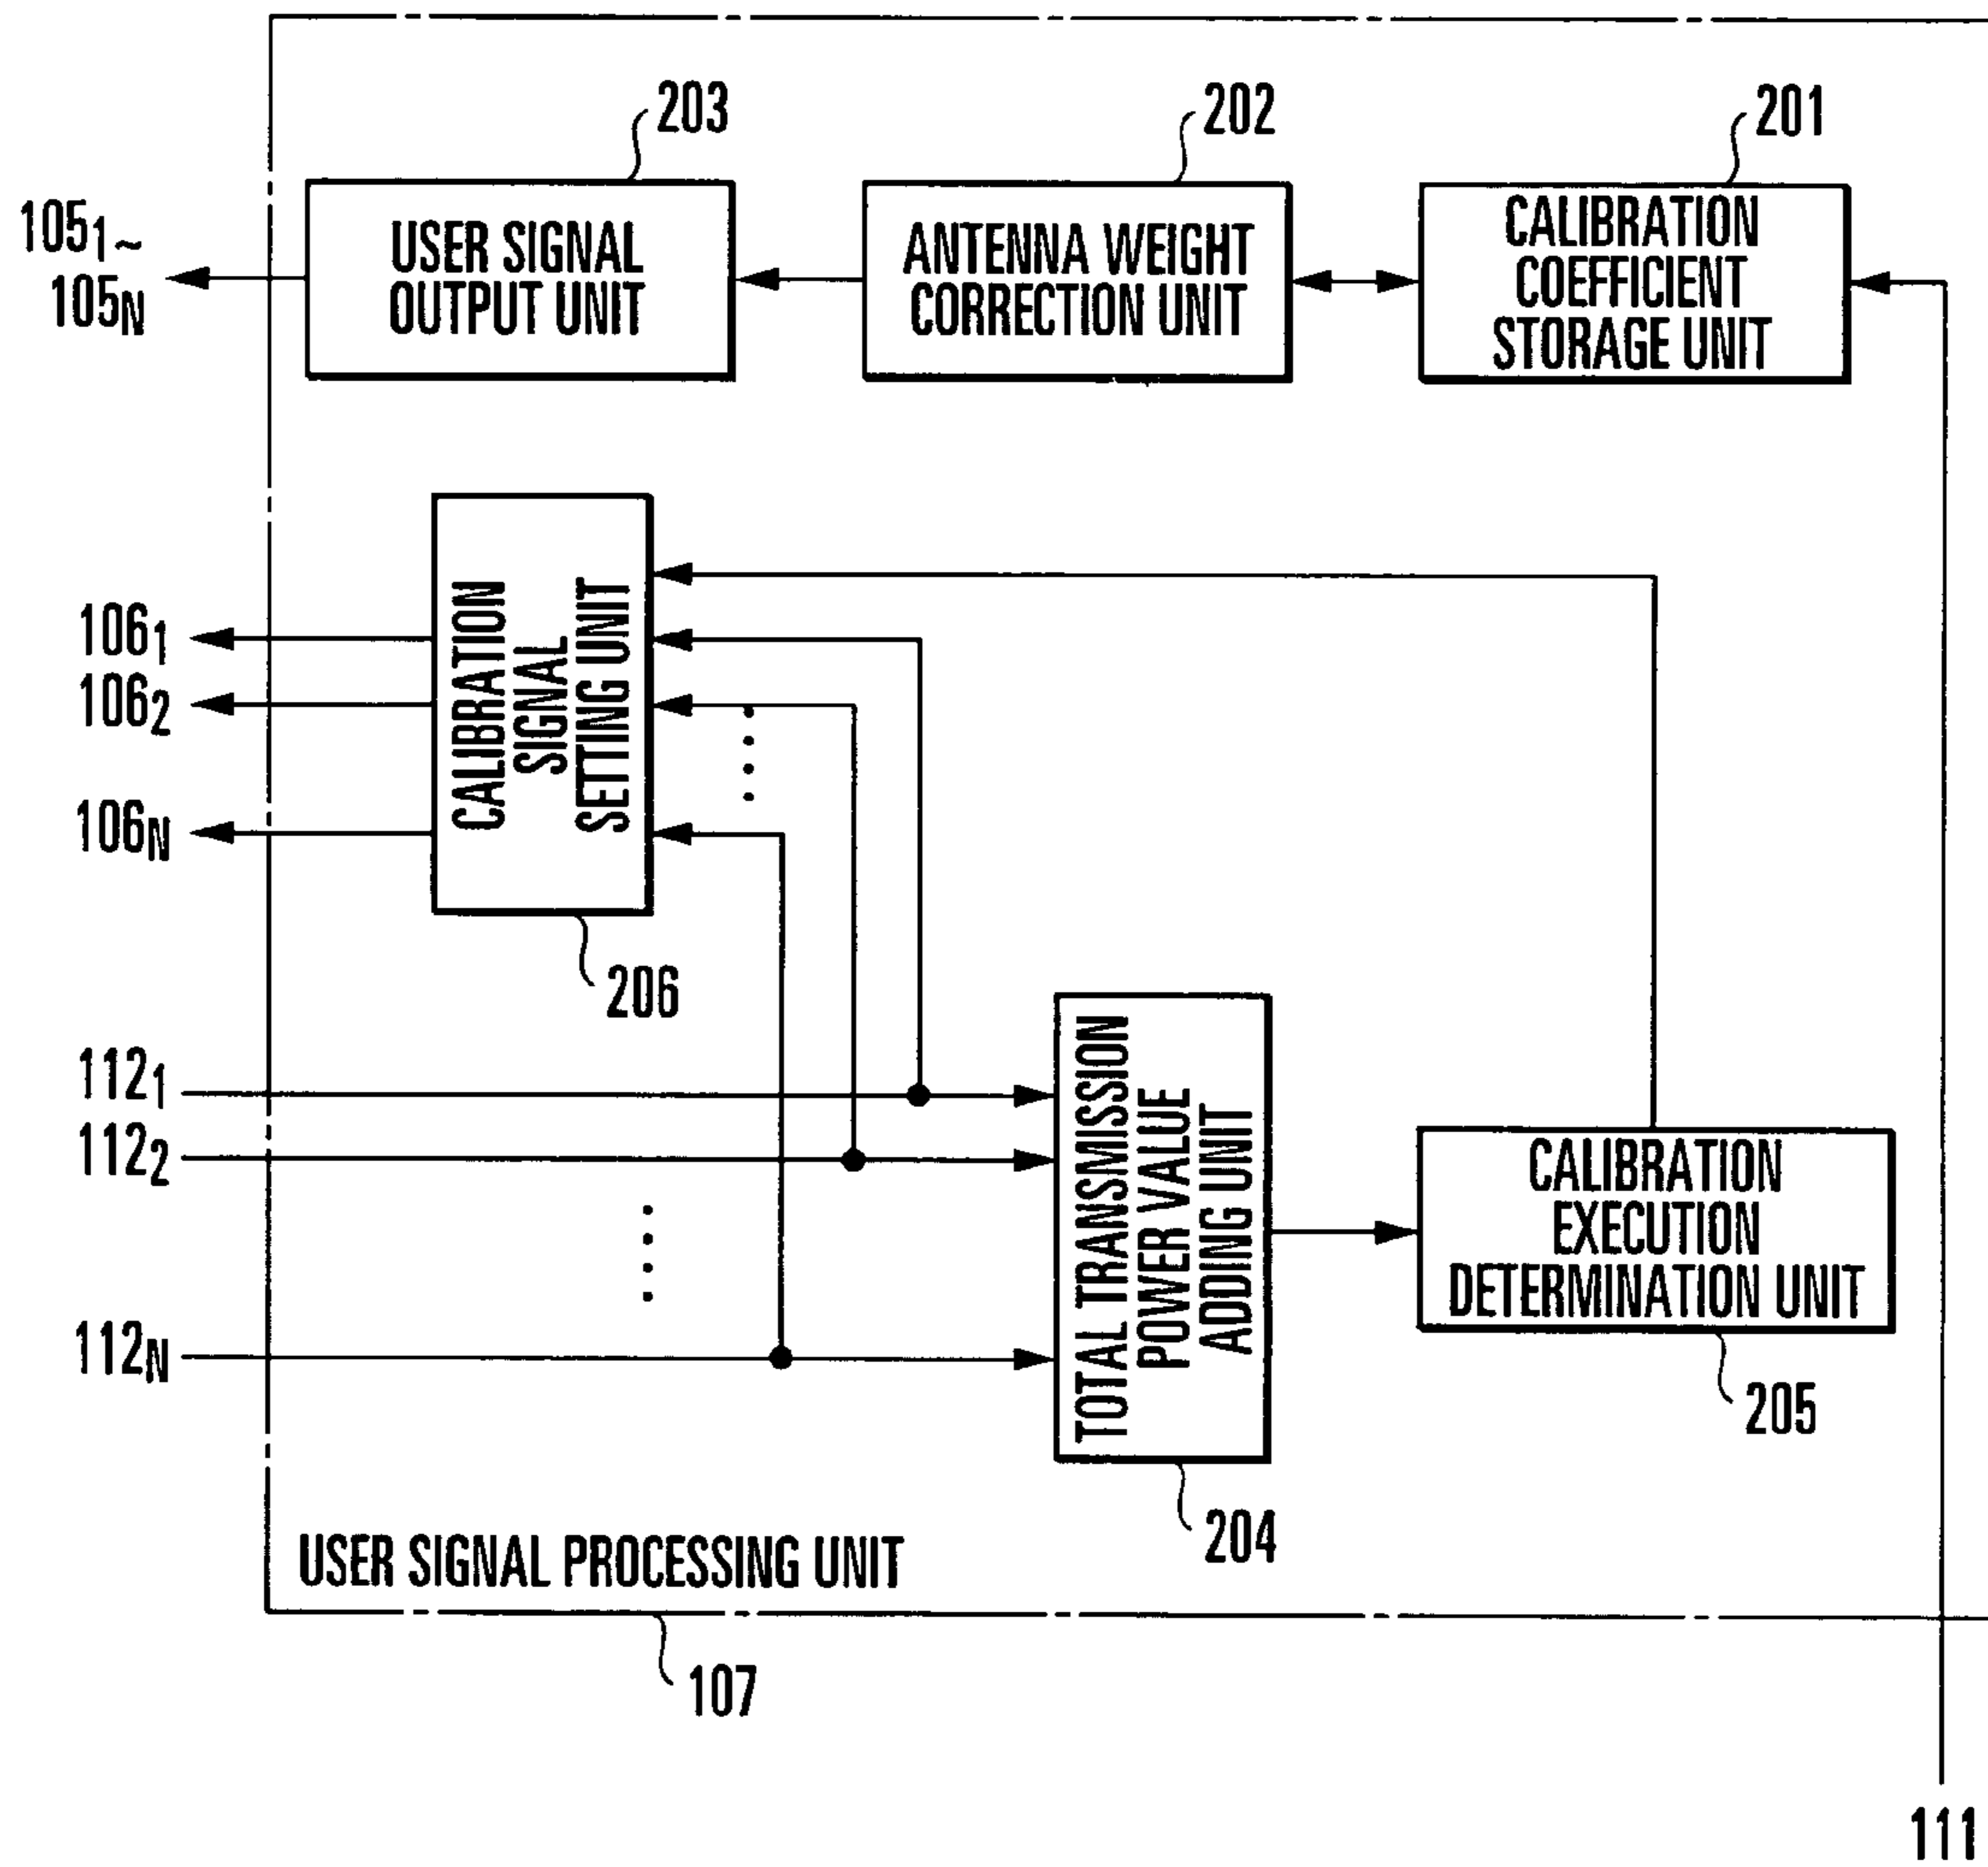 203
202
201
105₁~
105N
USER SIGNAL
OUTPUT UNIT
ANTENNA WEIGHT
CORRECTION UNIT
CALIBRATION
COEFFICIENT
STORAGE UNIT
106₁
106₂
106N
CALIBRATION
SIGNAL
SETTING UNIT
206
112₁
112₂
112N
TOTAL TRANSMISSION
POWER VALUE
ADDING UNIT
204
CALIBRATION
EXECUTION
DETERMINATION UNIT
205
USER SIGNAL PROCESSING UNIT
107
111